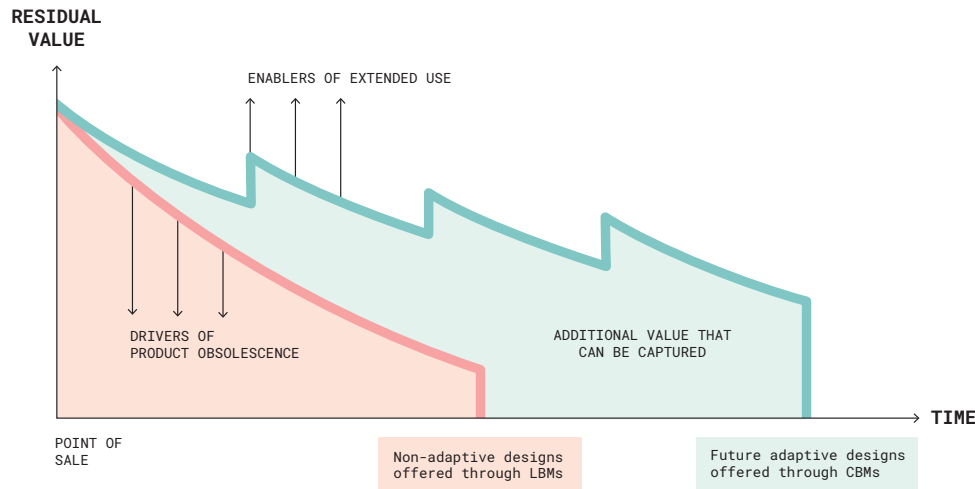 RESIDUAL
VALUE
ENABLERS OF EXTENDED USE
DRIVERS OF
PRODUCT OBSOLESCENCE
ADDITIONAL VALUE THAT
CAN BE CAPTURED
TIME
POINT OF
SALE
Non-adaptive designs
offered through LBMs
Future adaptive designs
offered through CBMs